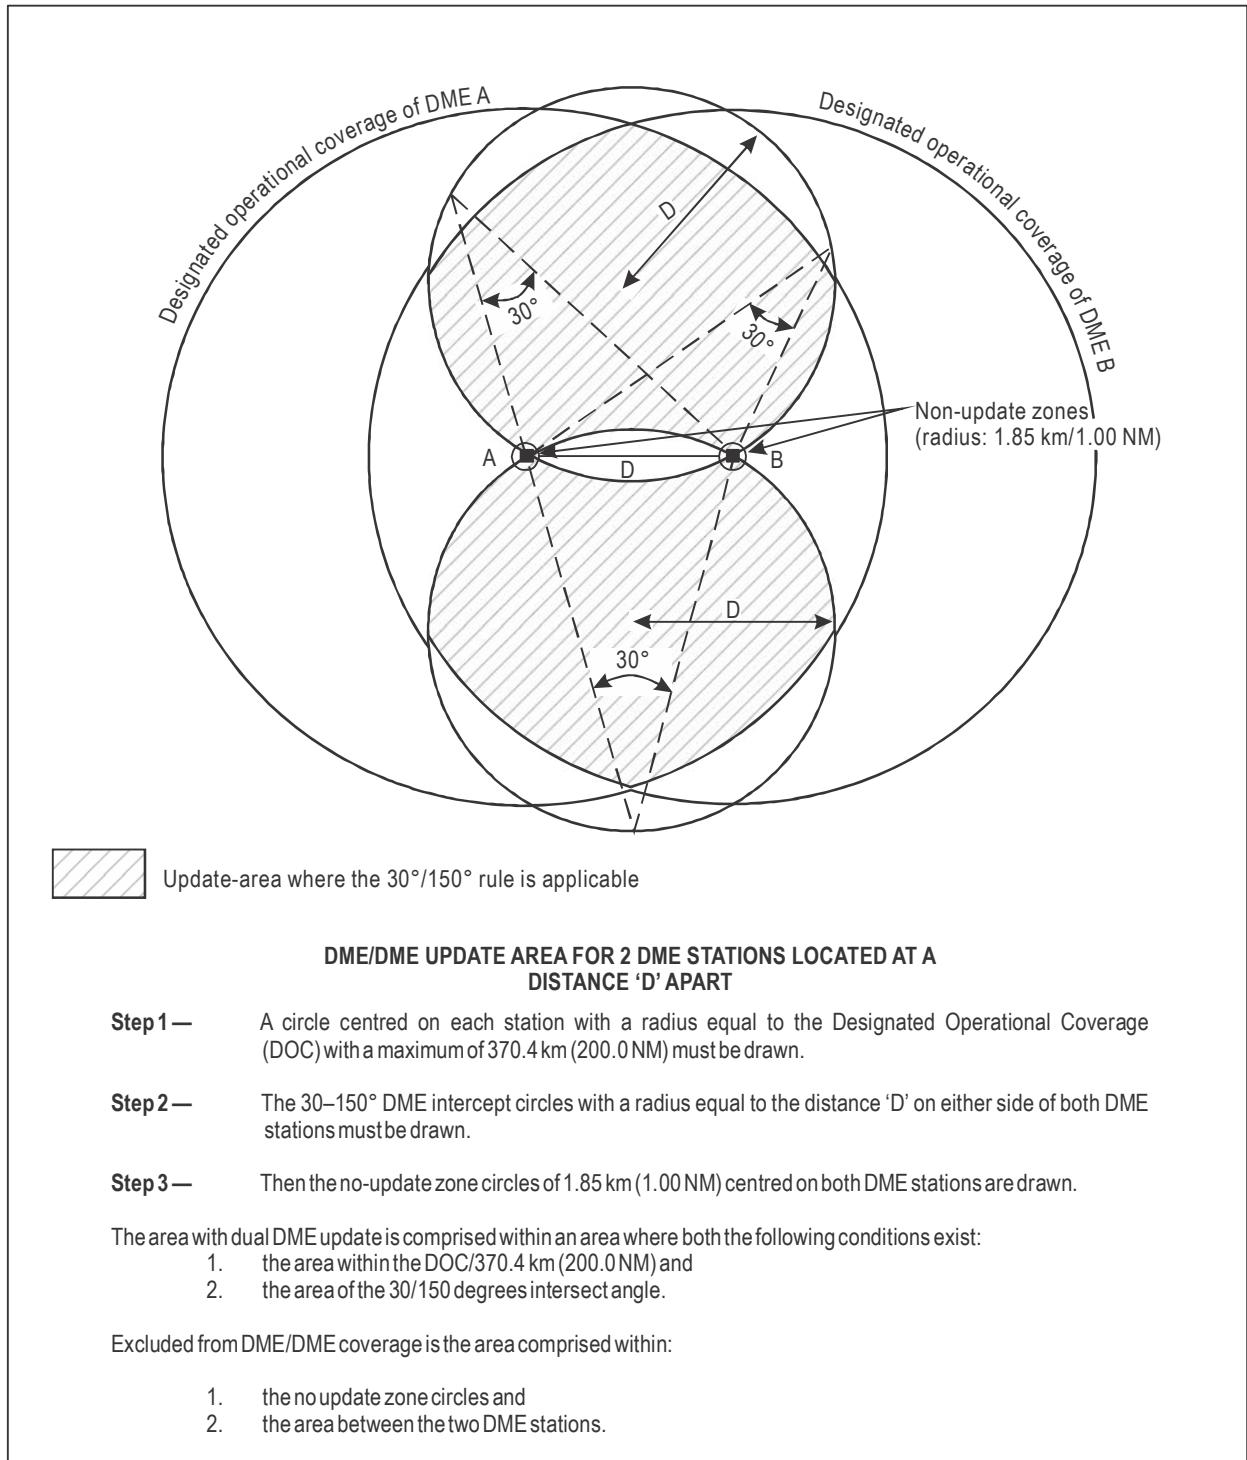 Designated operational coverage of DME A
Designated operational coverage of DME B
D
30°
30°
Non-update zones
(radius: 1.85 km/1.00 NM)
A
D
B
D
30°
Update-area where the 30°/150° rule is applicable
DME/DME UPDATE AREA FOR 2 DME STATIONS LOCATED AT A
DISTANCE ‘D’ APART
Step 1 — A circle centred on each station with a radius equal to the Designated Operational Coverage
(DOC) with a maximum of 370.4 km (200.0 NM) must be drawn.
Step 2 — The 30–150° DME intercept circles with a radius equal to the distance ‘D’ on either side of both DME
stations must be drawn.
Step 3 — Then the no-update zone circles of 1.85 km (1.00 NM) centred on both DME stations are drawn.
The area with dual DME update is comprised within an area where both the following conditions exist:
1. the area within the DOC/370.4 km (200.0 NM) and
2. the area of the 30/150 degrees intersect angle.
Excluded from DME/DME coverage is the area comprised within:
1. the no update zone circles and
2. the area between the two DME stations.